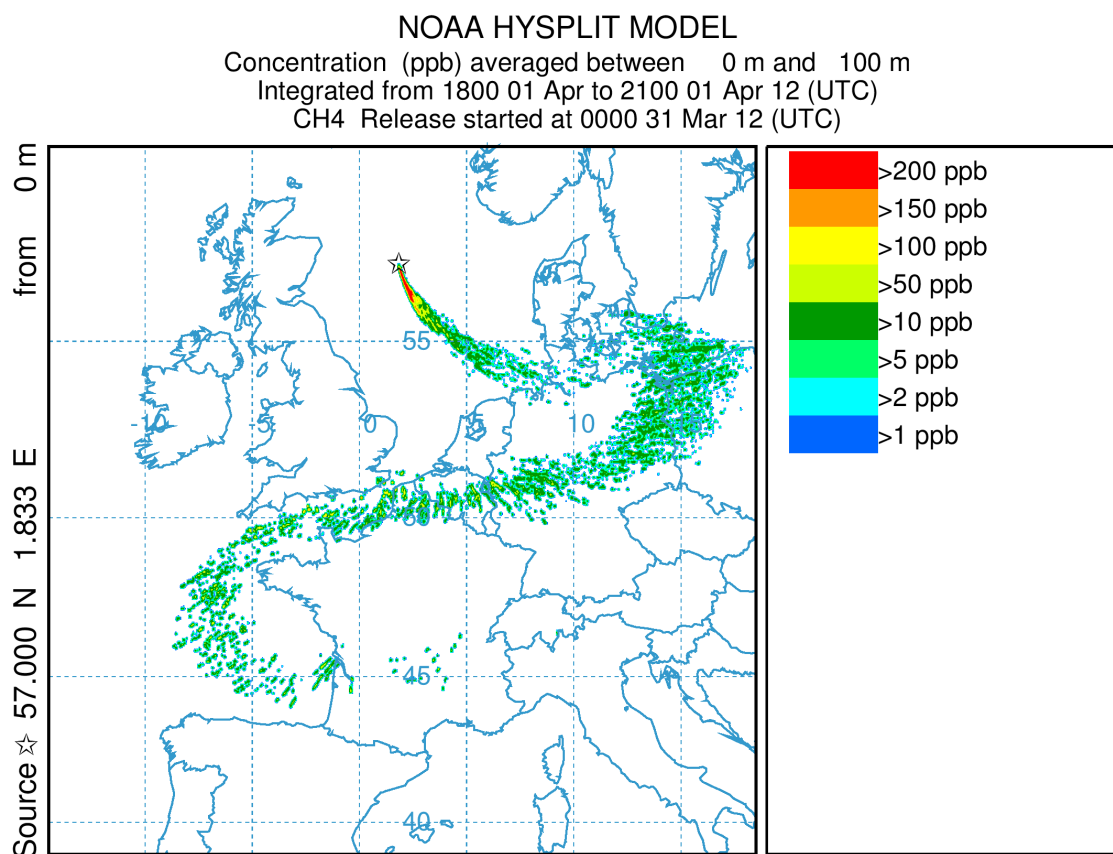 NOAA HYSPLIT MODEL
Concentration (ppb) averaged between 0 m and 100 m
Integrated from 1800 01 Apr to 2100 01 Apr 12 (UTC)
CH4 Release started at 0000 31 Mar 12 (UTC)
Source ☆ 57.000 N 1.833 E from 0 m
>200 ppb
>150 ppb
>100 ppb
>50 ppb
>10 ppb
>5 ppb
>2 ppb
>1 ppb
55
-10 -5 0 5 10
50
45
40